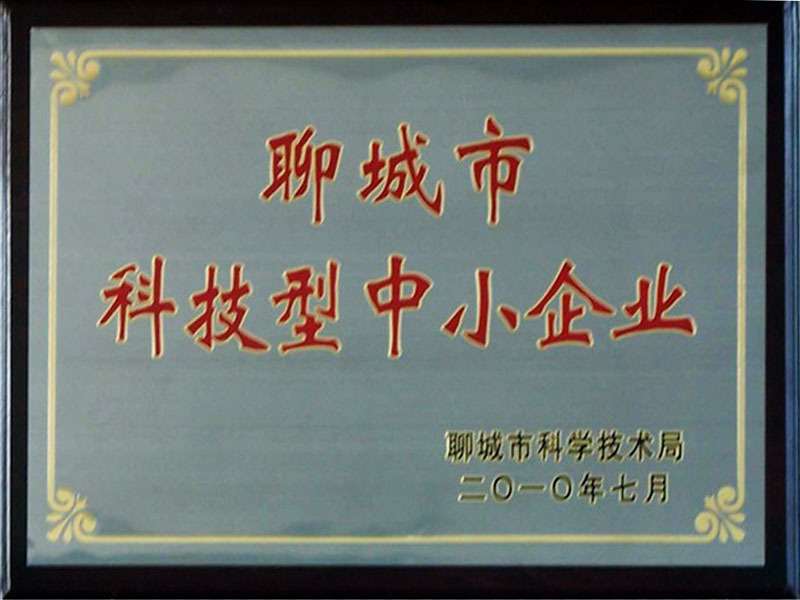 聊城市
科技型中小企业
聊城市科学技术局
二〇一〇年七月